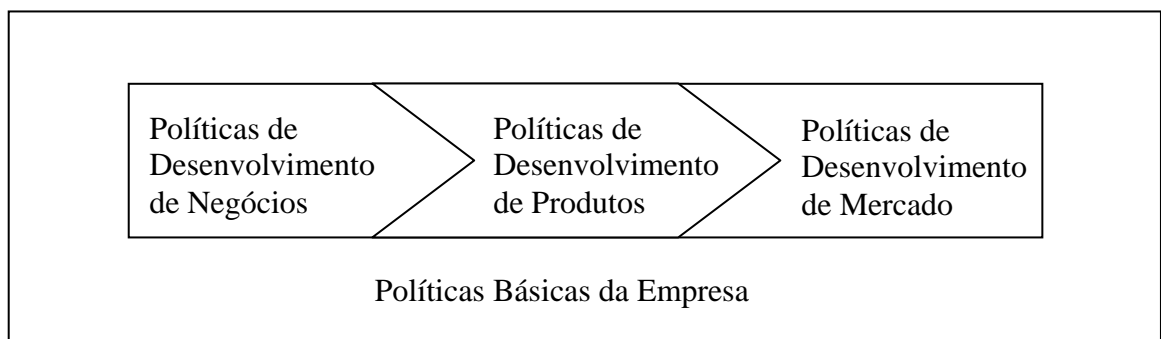 Políticas de
Desenvolvimento
de Negócios
Políticas de
Desenvolvimento
de Produtos
Políticas de
Desenvolvimento
de Mercado
Políticas Básicas da Empresa